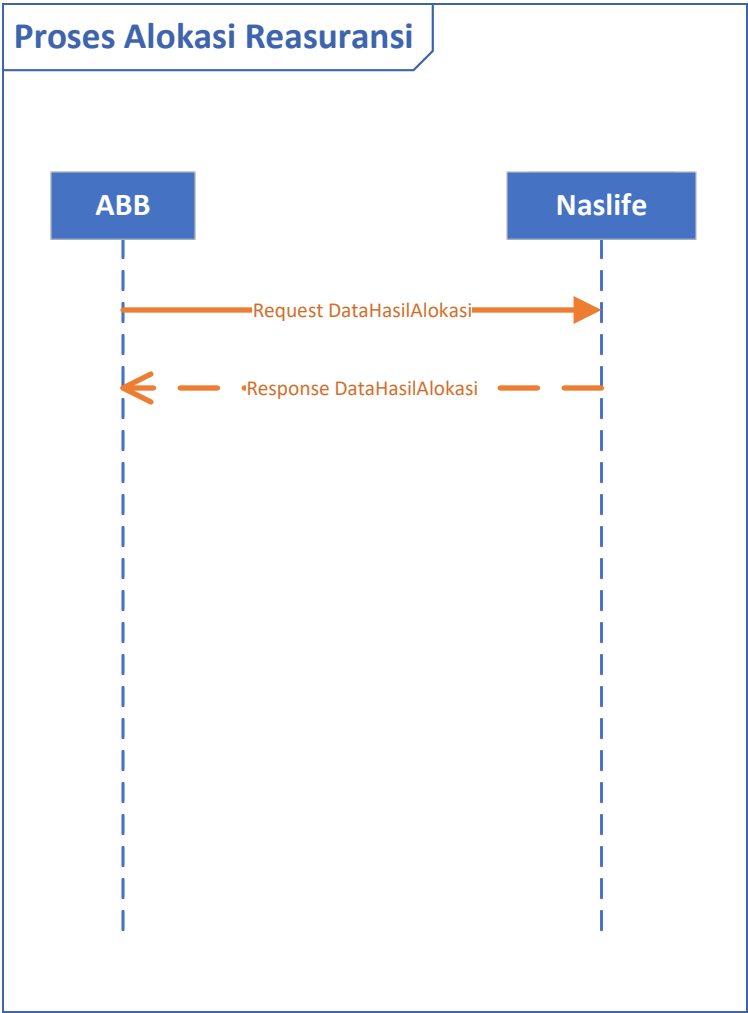 Proses Alokasi Reasuransi
ABB
Naslife
Request DataHasilAlokasi
Response DataHasilAlokasi